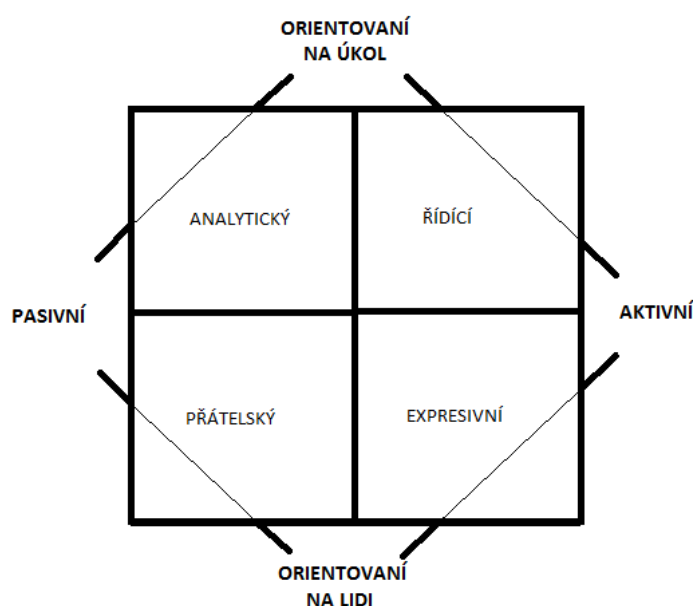 ORIENTOVANÍ
NA ÚKOL
ANALYTICKÝ
ŘÍDÍCÍ
PASIVNÍ
AKTIVNÍ
PŘÁTELSKÝ
EXPRESIVNÍ
ORIENTOVANÍ
NA LIDI